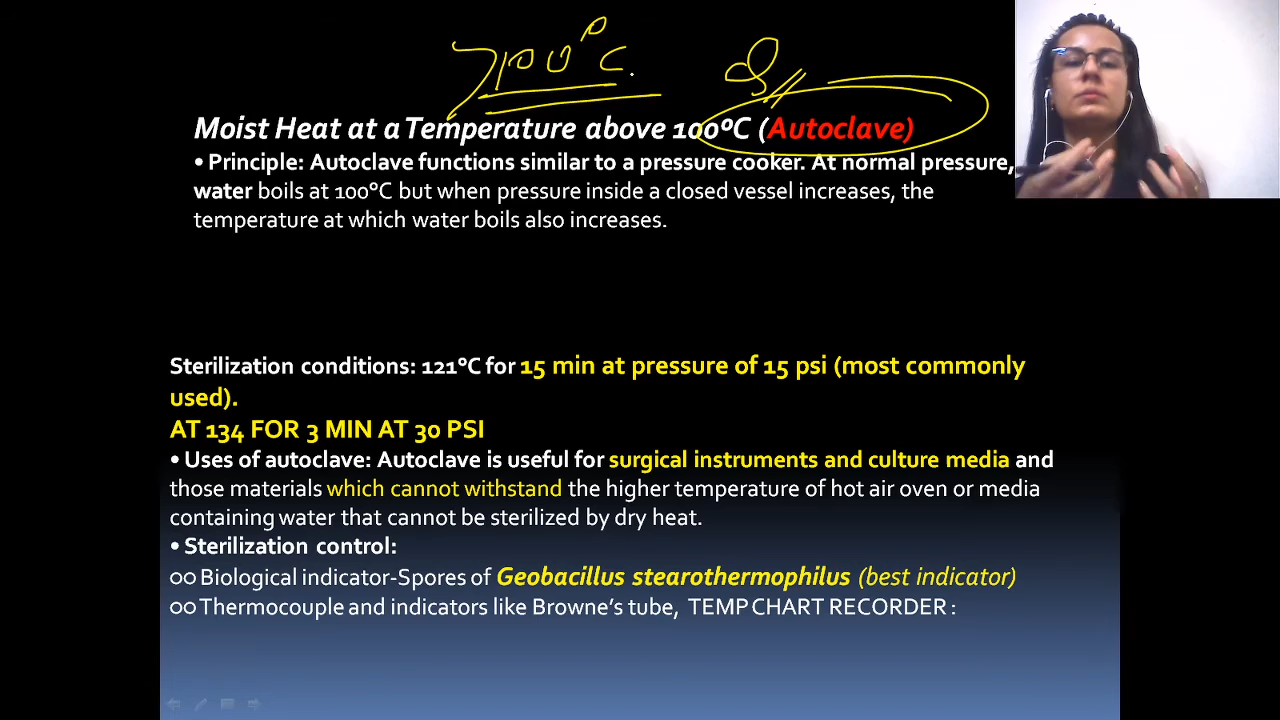 >100°C
Moist Heat at a Temperature above 100°C (Autoclave)
• Principle: Autoclave functions similar to a pressure cooker. At normal pressure,
water boils at 100°C but when pressure inside a closed vessel increases, the
temperature at which water boils also increases.
Sterilization conditions: 121°C for 15 min at pressure of 15 psi (most commonly
used).
AT 134 FOR 3 MIN AT 30 PSI
• Uses of autoclave: Autoclave is useful for surgical instruments and culture media and
those materials which cannot withstand the higher temperature of hot air oven or media
containing water that cannot be sterilized by dry heat.
• Sterilization control:
○○ Biological indicator-Spores of Geobacillus stearothermophilus (best indicator)
○○ Thermocouple and indicators like Browne's tube, TEMP CHART RECORDER :